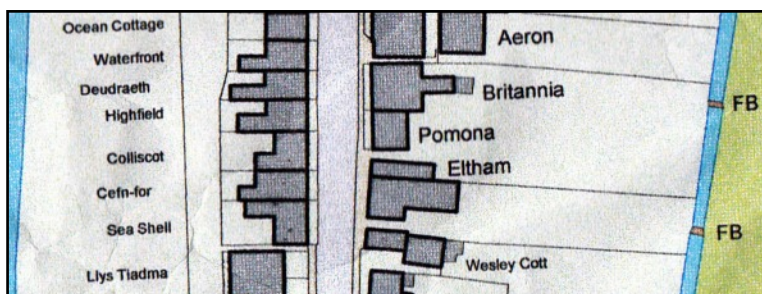 Ocean Cottage
Waterfront
Deudraeth
Highfield
Colliscot
Cefn-for
Sea Shell
Llys Tiadma
Aeron
Britannia
Pomona
Eltham
Wesley Cott
FB
FB